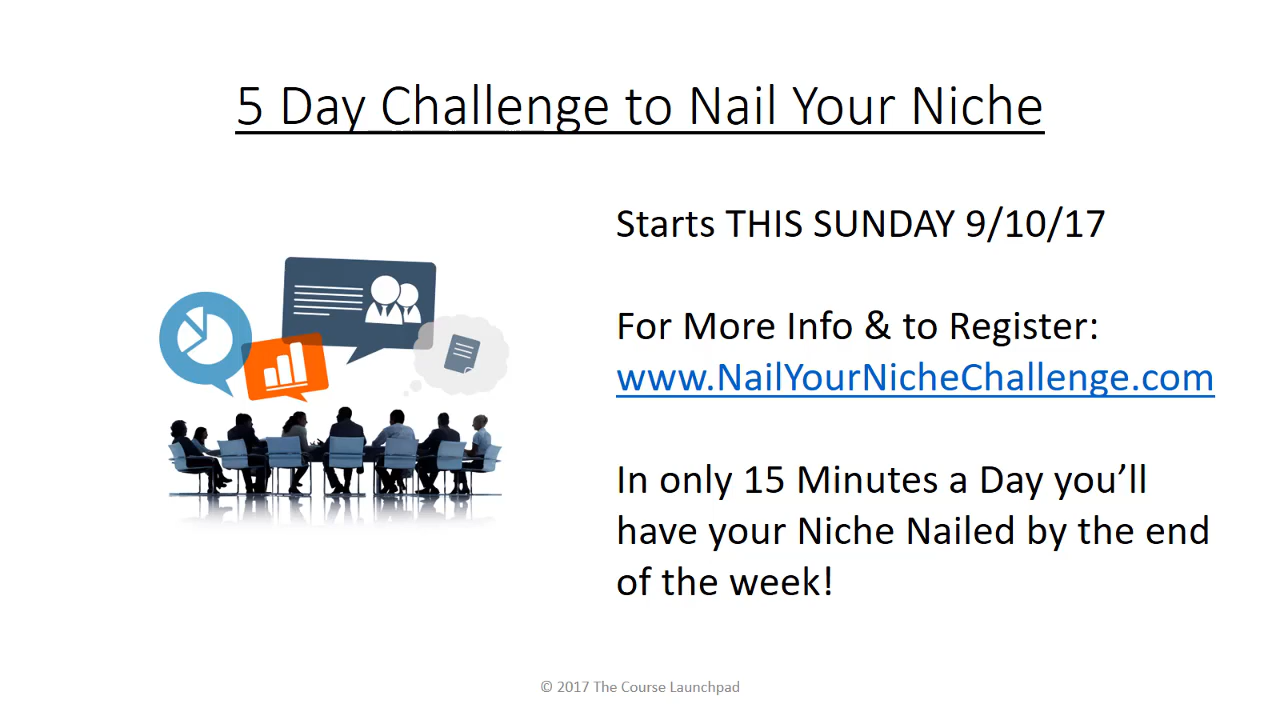 5 Day Challenge to Nail Your Niche
Starts THIS SUNDAY 9/10/17
For More Info & to Register:
www.NailYourNicheChallenge.com
In only 15 Minutes a Day you’ll
have your Niche Nailed by the end
of the week!
© 2017 The Course Launchpad